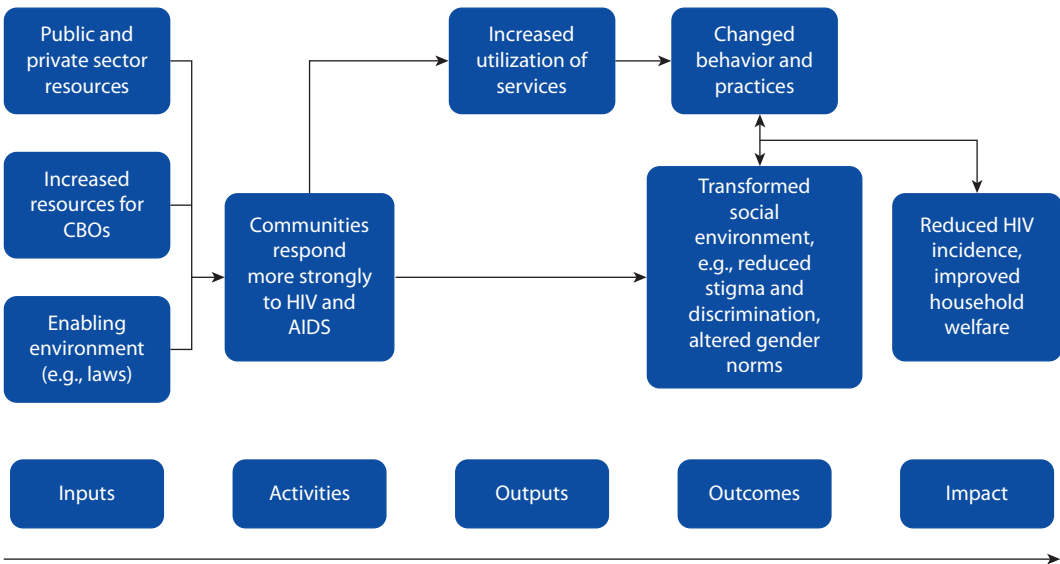 Public and
private sector
resources
Increased
resources for
CBOs
Enabling
environment
(e.g., laws)
Communities
respond
more strongly
to HIV and
AIDS
Increased
utilization of
services
Changed
behavior and
practices
Transformed
social
environment,
e.g., reduced
stigma and
discrimination,
altered gender
norms
Reduced HIV
incidence,
improved
household
welfare
Inputs
Activities
Outputs
Outcomes
Impact